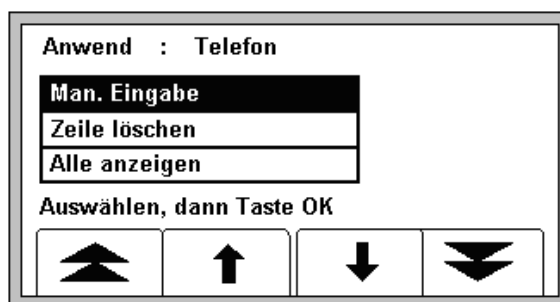 Anwend : Telefon
Man. Eingabe
Zeile löschen
Alle anzeigen
Auswählen, dann Taste OK